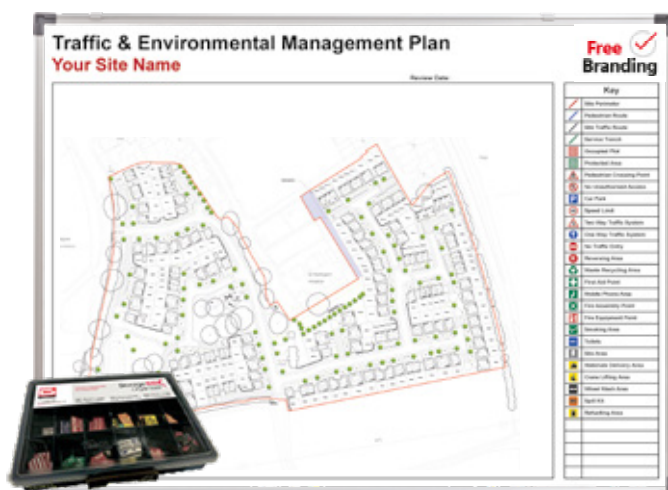 Traffic & Environmental Management Plan
Your Site Name
Free
Branding
Review Date:
Key
Site Perimeter
Pedestrian Route
Site Traffic Route
Service Trench
Occupied Plot
Protected Area
Pedestrian Crossing Point
No Unauthorised Access
Car Park
Speed Limit
Two Way Traffic System
One Way Traffic System
No Traffic Entry
Reversing Area
Waste Recycling Area
First Aid Point
Mobile Phone Area
Fire Assembly Point
Fire Equipment Point
Smoking Area
Toilets
Site Area
Materials Delivery Area
Crane Lifting Area
Wheel Wash Area
Spill Kit
Refuelling Area